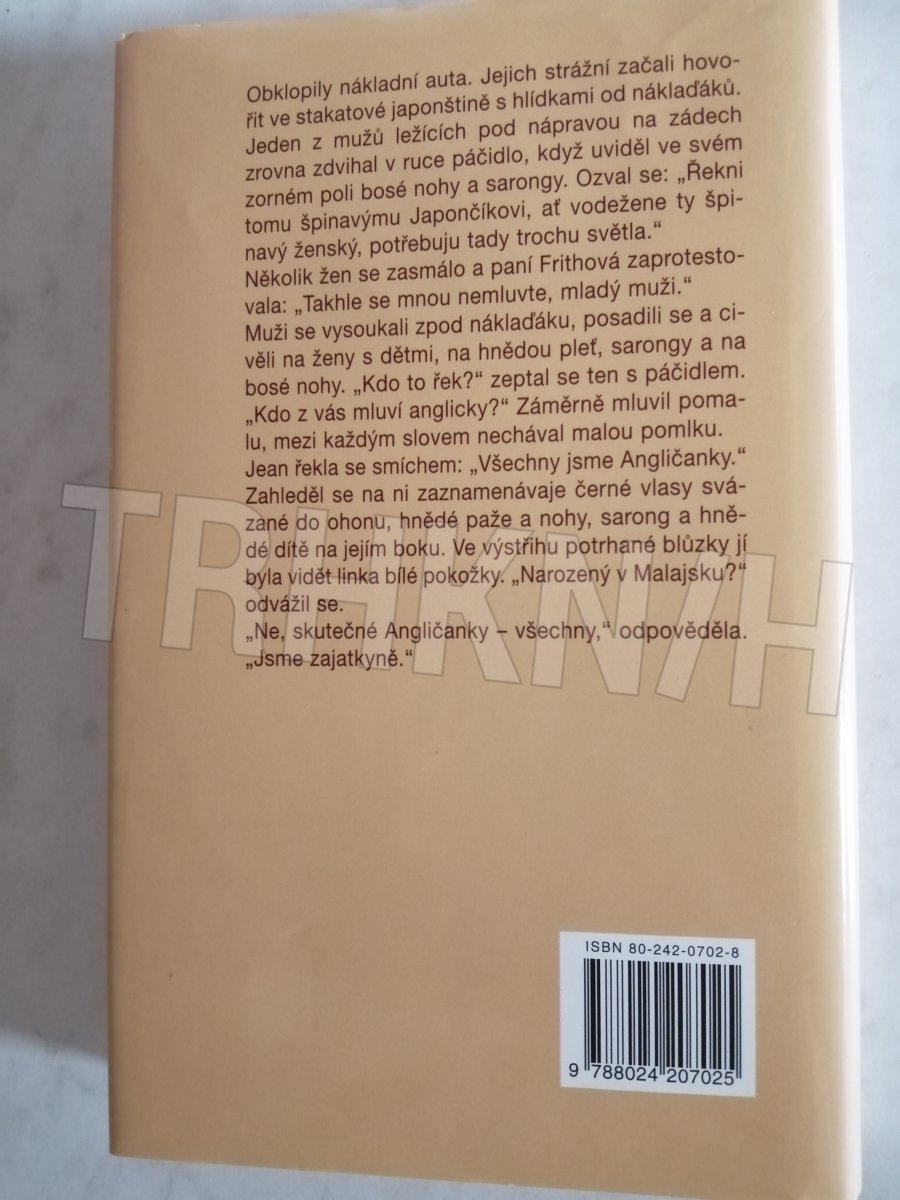 Obklopily nákladní auta. Jejich strážní začali hovo-
řit ve stakatové japonštině s hlídkami od náklaďáků.
Jeden z mužů ležících pod nápravou na zádech
zrovna zdvihal v ruce páčidlo, když uviděl ve svém
zorném poli bosé nohy a sarongy. Ozval se: „Řekni
tomu špinavýmu Japončíkovi, ať vodežene ty špi-
navý ženský, potřebuju tady trochu světla.“
Několik žen se zasmálo a paní Frithová zaprotesto-
vala: „Takhle se mnou nemluvte, mladý muži.“
Muži se vysoukali zpod náklaďáku, posadili se a ci-
věli na ženy s dětmi, na hnědou pleť, sarongy a na
bosé nohy. „Kdo to řek?“ zeptal se ten s páčidlem.
„Kdo z vás mluví anglicky?“ Záměrně mluvil poma-
lu, mezi každým slovem nechával malou pomlku.
Jean řekla se smíchem: „Všechny jsme Angličanky.“
Zahleděl se na ni zaznamenávaje černé vlasy svá-
zané do ohonu, hnědé paže a nohy, sarong a hně-
dé dítě na jejím boku. Ve výstřihu potrhané blůzky jí
byla vidět linka bílé pokožky. „Narozený v Malajsku?“
odvážil se.
„Ne, skutečné Angličanky – všechny,“ odpověděla.
„Jsme zajatkyně.“
TRHKNIH
ISBN 80-242-0702-8
9 788024 207025